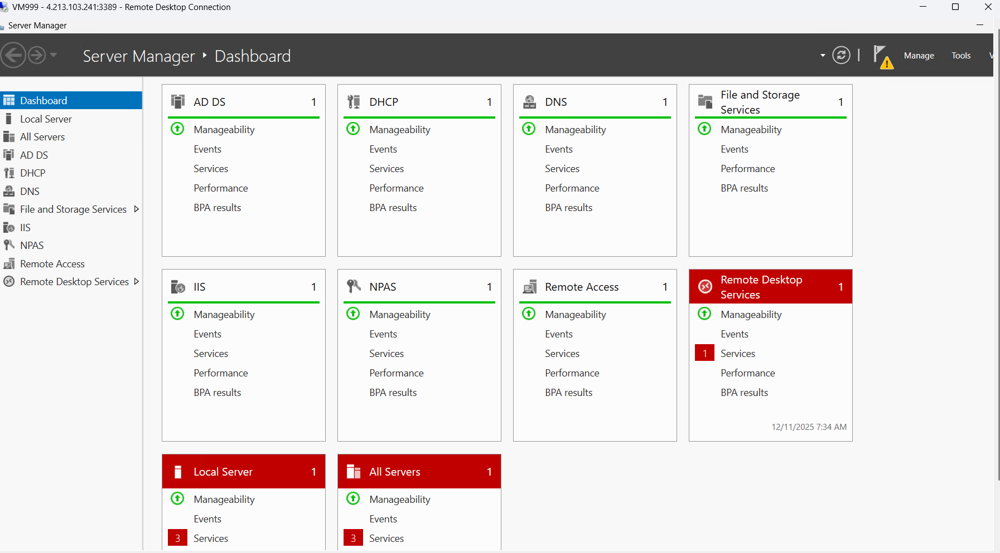 VM999 - 4.213.103.241:3389 - Remote Desktop Connection
Server Manager
Server Manager Dashboard
Manage Tools V
Dashboard
Local Server
All Servers
AD DS
DHCP
DNS
File and Storage Services
IIS
NPAS
Remote Access
Remote Desktop Services
AD DS 1
Manageability
Events
Services
Performance
BPA results
DHCP 1
Manageability
Events
Services
Performance
BPA results
DNS 1
Manageability
Events
Services
Performance
BPA results
File and Storage
Services 1
Manageability
Events
Performance
BPA results
IIS 1
Manageability
Events
Services
Performance
BPA results
NPAS 1
Manageability
Events
Services
Performance
BPA results
Remote Access 1
Manageability
Events
Services
Performance
BPA results
Remote Desktop
Services 1
Manageability
Events
1 Services
Performance
BPA results
12/11/2025 7:34 AM
Local Server 1
Manageability
Events
3 Services
All Servers 1
Manageability
Events
3 Services